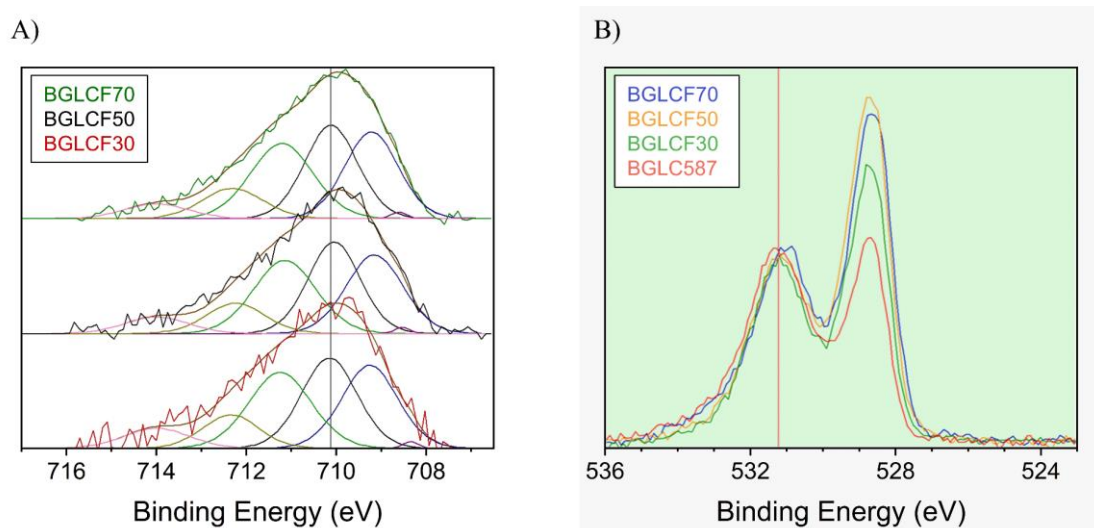 A)
BGLCF70
BGLCF50
BGLCF30
716 714 712 710 708
Binding Energy (eV)
B)
BGLCF70
BGLCF50
BGLCF30
BGLC587
536 532 528 524
Binding Energy (eV)